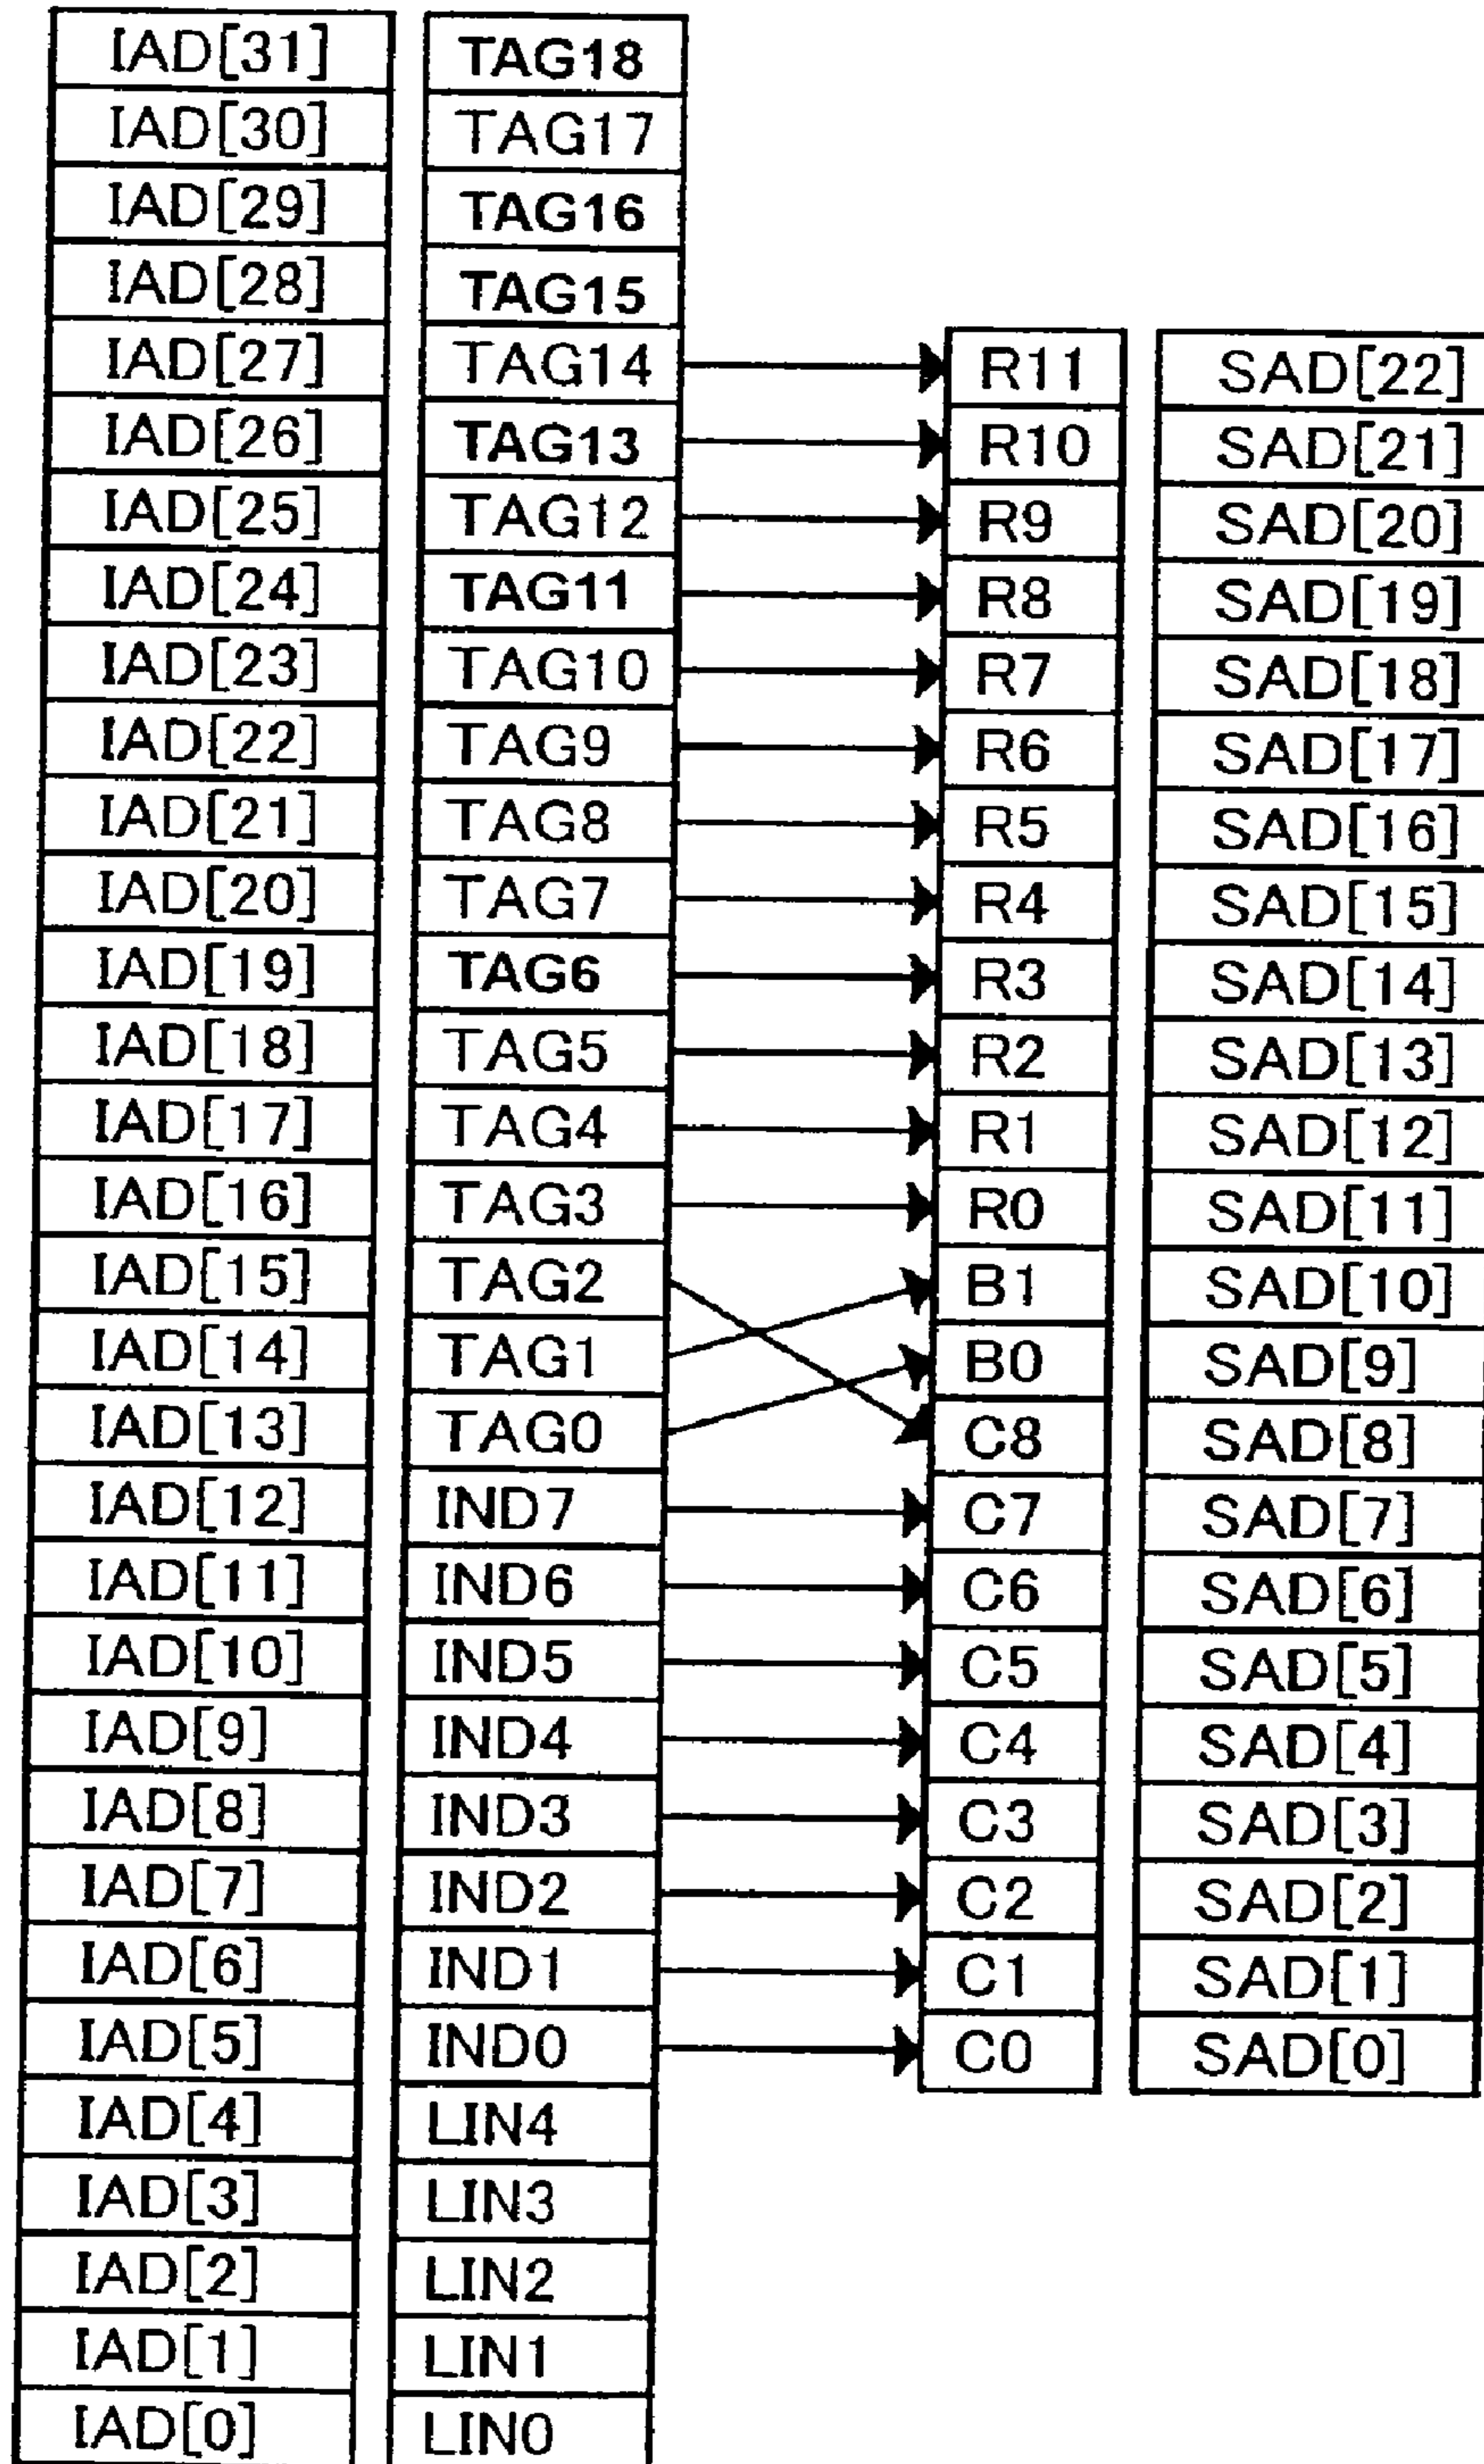 IAD[31] TAG18
IAD[30] TAG17
IAD[29] TAG16
IAD[28] TAG15
IAD[27] TAG14 R11 SAD[22]
IAD[26] TAG13 R10 SAD[21]
IAD[25] TAG12 R9 SAD[20]
IAD[24] TAG11 R8 SAD[19]
IAD[23] TAG10 R7 SAD[18]
IAD[22] TAG9 R6 SAD[17]
IAD[21] TAG8 R5 SAD[16]
IAD[20] TAG7 R4 SAD[15]
IAD[19] TAG6 R3 SAD[14]
IAD[18] TAG5 R2 SAD[13]
IAD[17] TAG4 R1 SAD[12]
IAD[16] TAG3 R0 SAD[11]
IAD[15] TAG2 B1 SAD[10]
IAD[14] TAG1 B0 SAD[9]
IAD[13] TAG0 C8 SAD[8]
IAD[12] IND7 C7 SAD[7]
IAD[11] IND6 C6 SAD[6]
IAD[10] IND5 C5 SAD[5]
IAD[9] IND4 C4 SAD[4]
IAD[8] IND3 C3 SAD[3]
IAD[7] IND2 C2 SAD[2]
IAD[6] IND1 C1 SAD[1]
IAD[5] IND0 C0 SAD[0]
IAD[4] LIN4
IAD[3] LIN3
IAD[2] LIN2
IAD[1] LIN1
IAD[0] LIN0